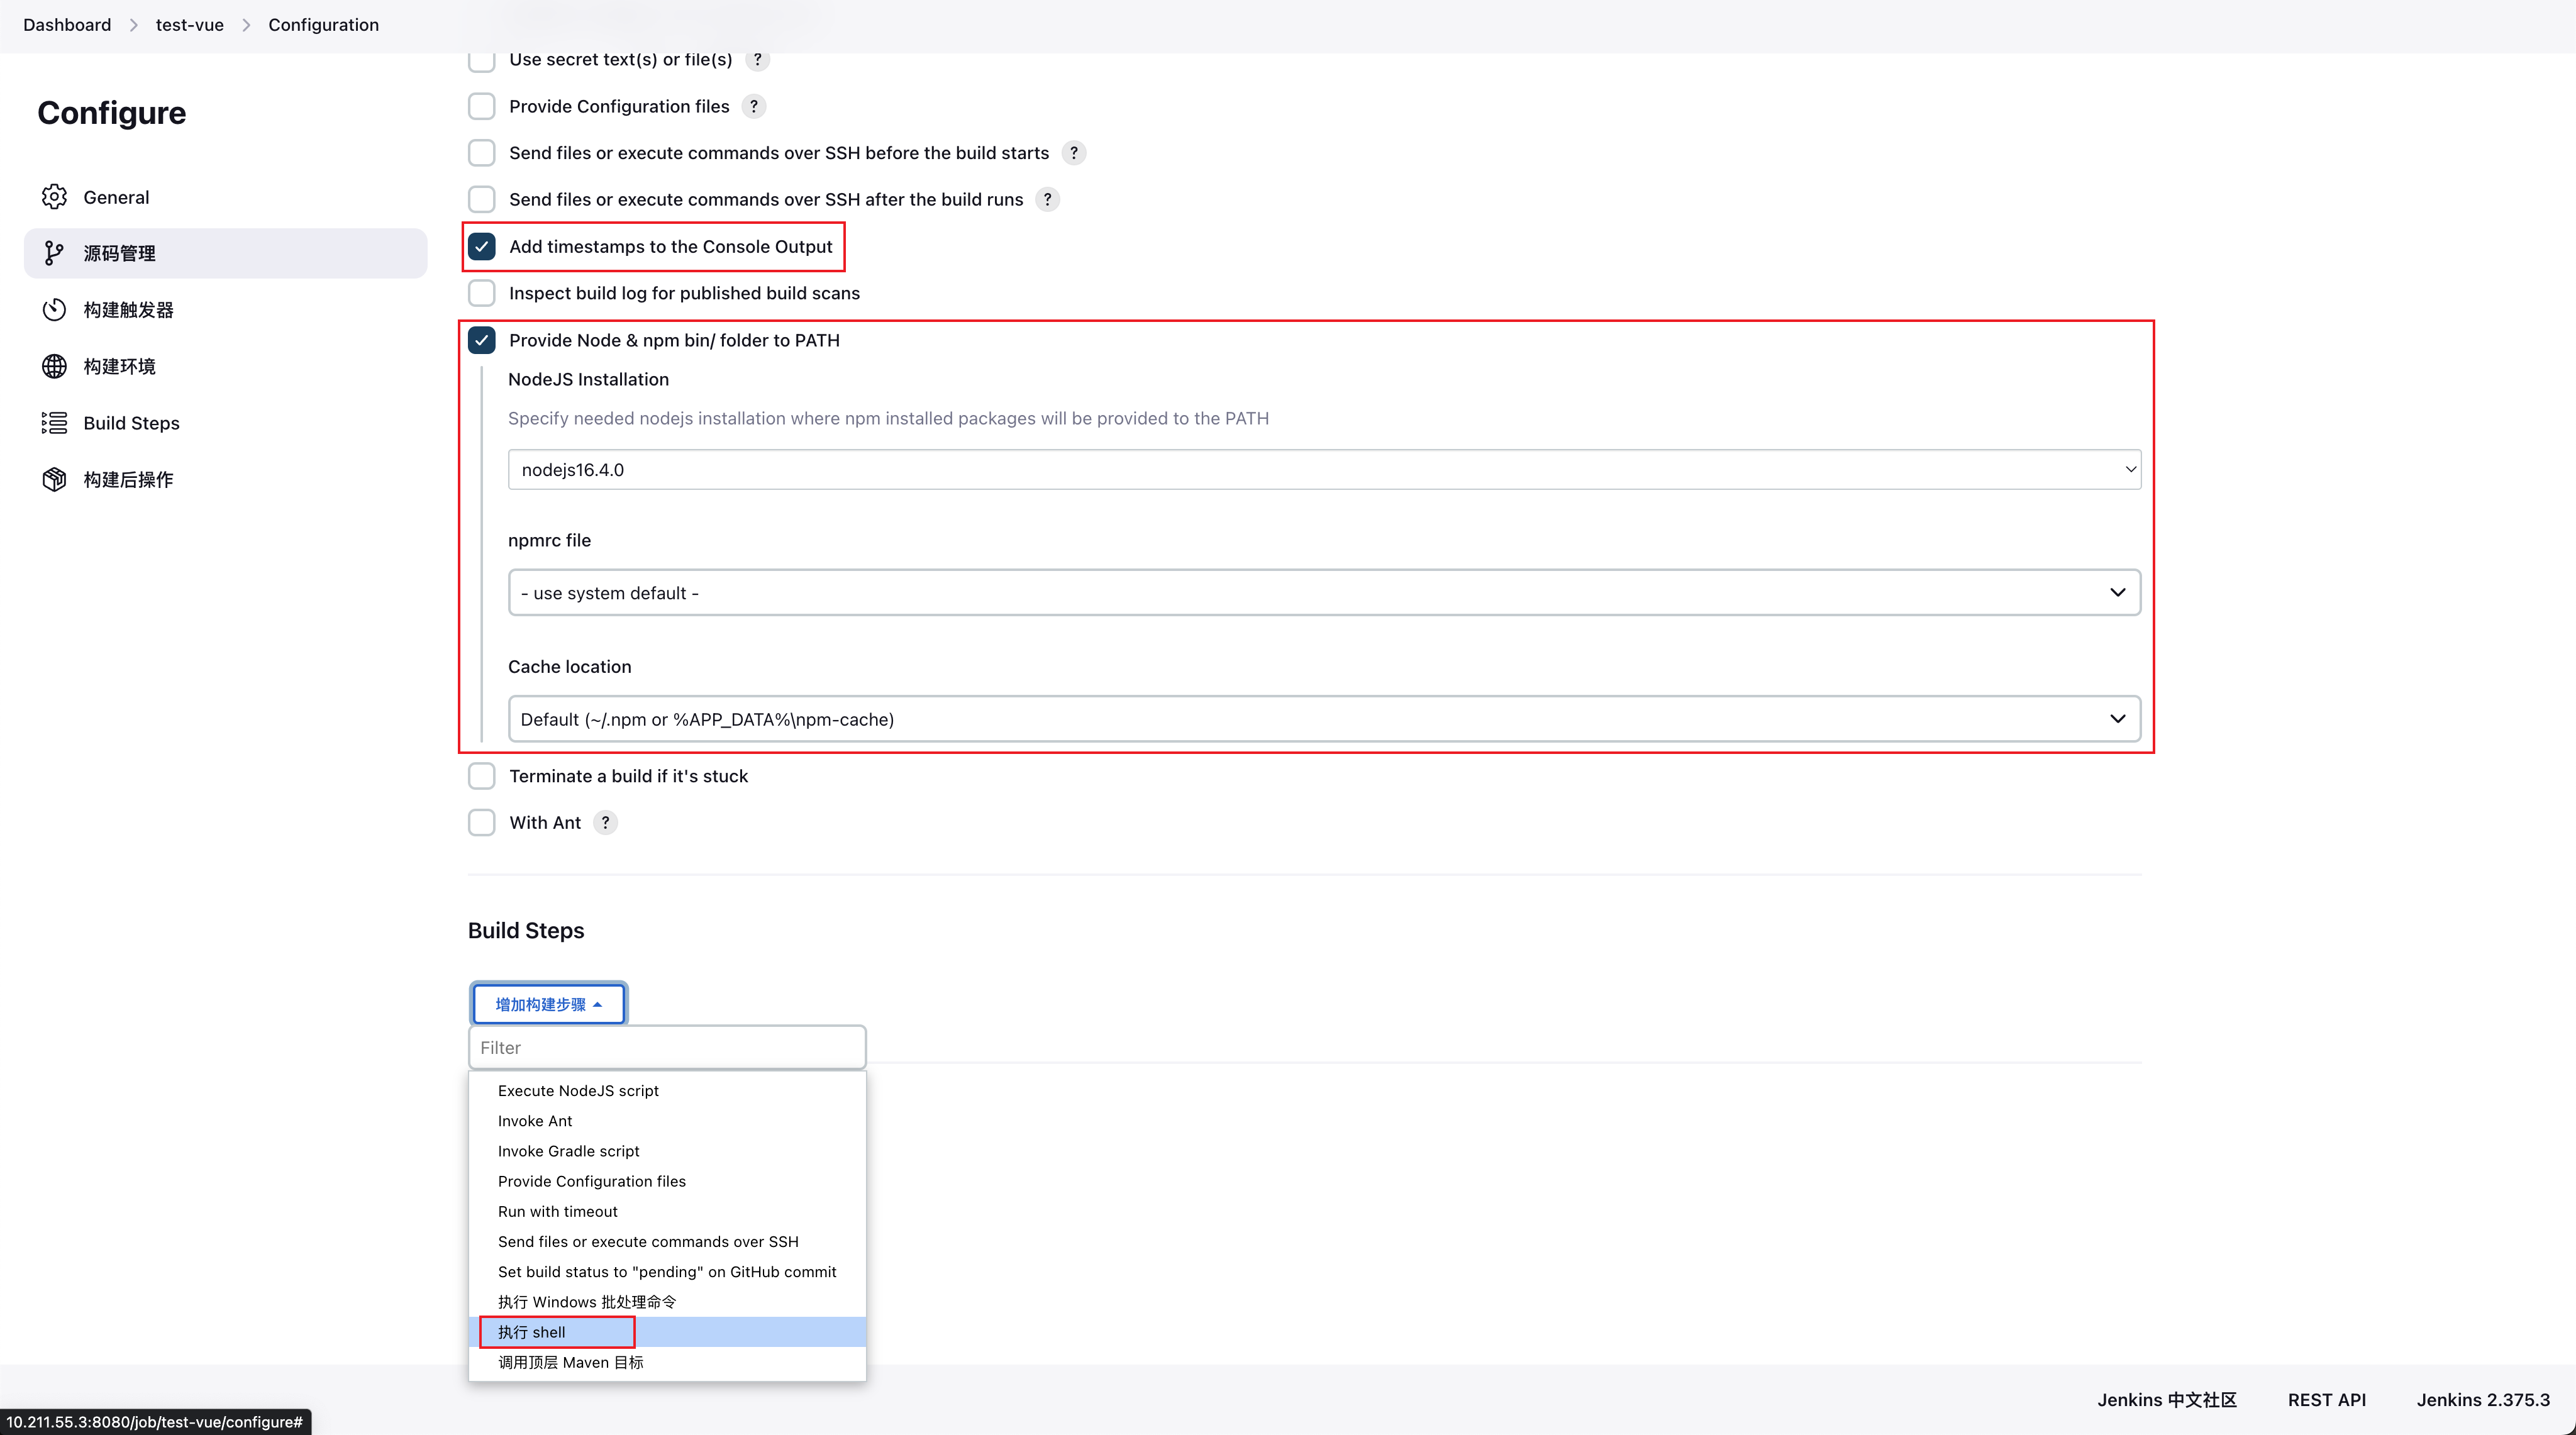 Dashboard
test-vue
Configuration
Configure
General
源码管理
构建触发器
构建环境
Build Steps
构建后操作
Use secret text(s) or file(s) ?
Provide Configuration files ?
Send files or execute commands over SSH before the build starts ?
Send files or execute commands over SSH after the build runs ?
Add timestamps to the Console Output
Inspect build log for published build scans
Provide Node & npm bin/ folder to PATH
NodeJS Installation
Specify needed nodejs installation where npm installed packages will be provided to the PATH
nodejs16.4.0
npmrc file
- use system default -
Cache location
Default (~/.npm or %APP_DATA%\npm-cache)
Terminate a build if it's stuck
With Ant ?
Build Steps
增加构建步骤
Filter
Execute NodeJS script
Invoke Ant
Invoke Gradle script
Provide Configuration files
Run with timeout
Send files or execute commands over SSH
Set build status to "pending" on GitHub commit
执行 Windows 批处理命令
执行 shell
调用顶层 Maven 目标
Jenkins 中文社区
REST API
Jenkins 2.375.3
10.211.55.3:8080/job/test-vue/configure#